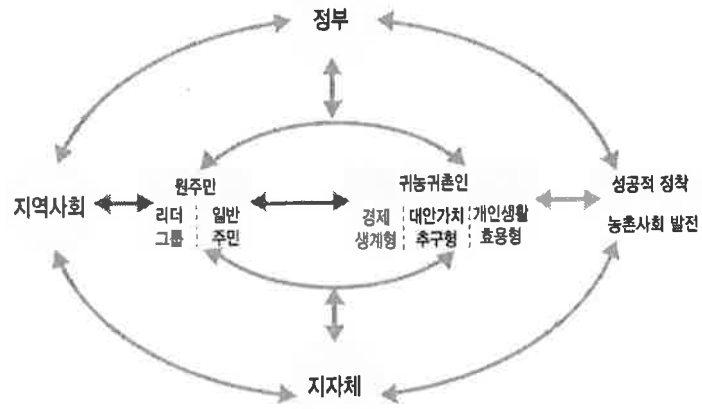 정부
원주민
귀농귀촌인
지역사회
리더
그룹
일반
주민
경제
생계형
대안가치
추구형
개인생활
효용형
성공적 정착
농촌사회 발전
지자체